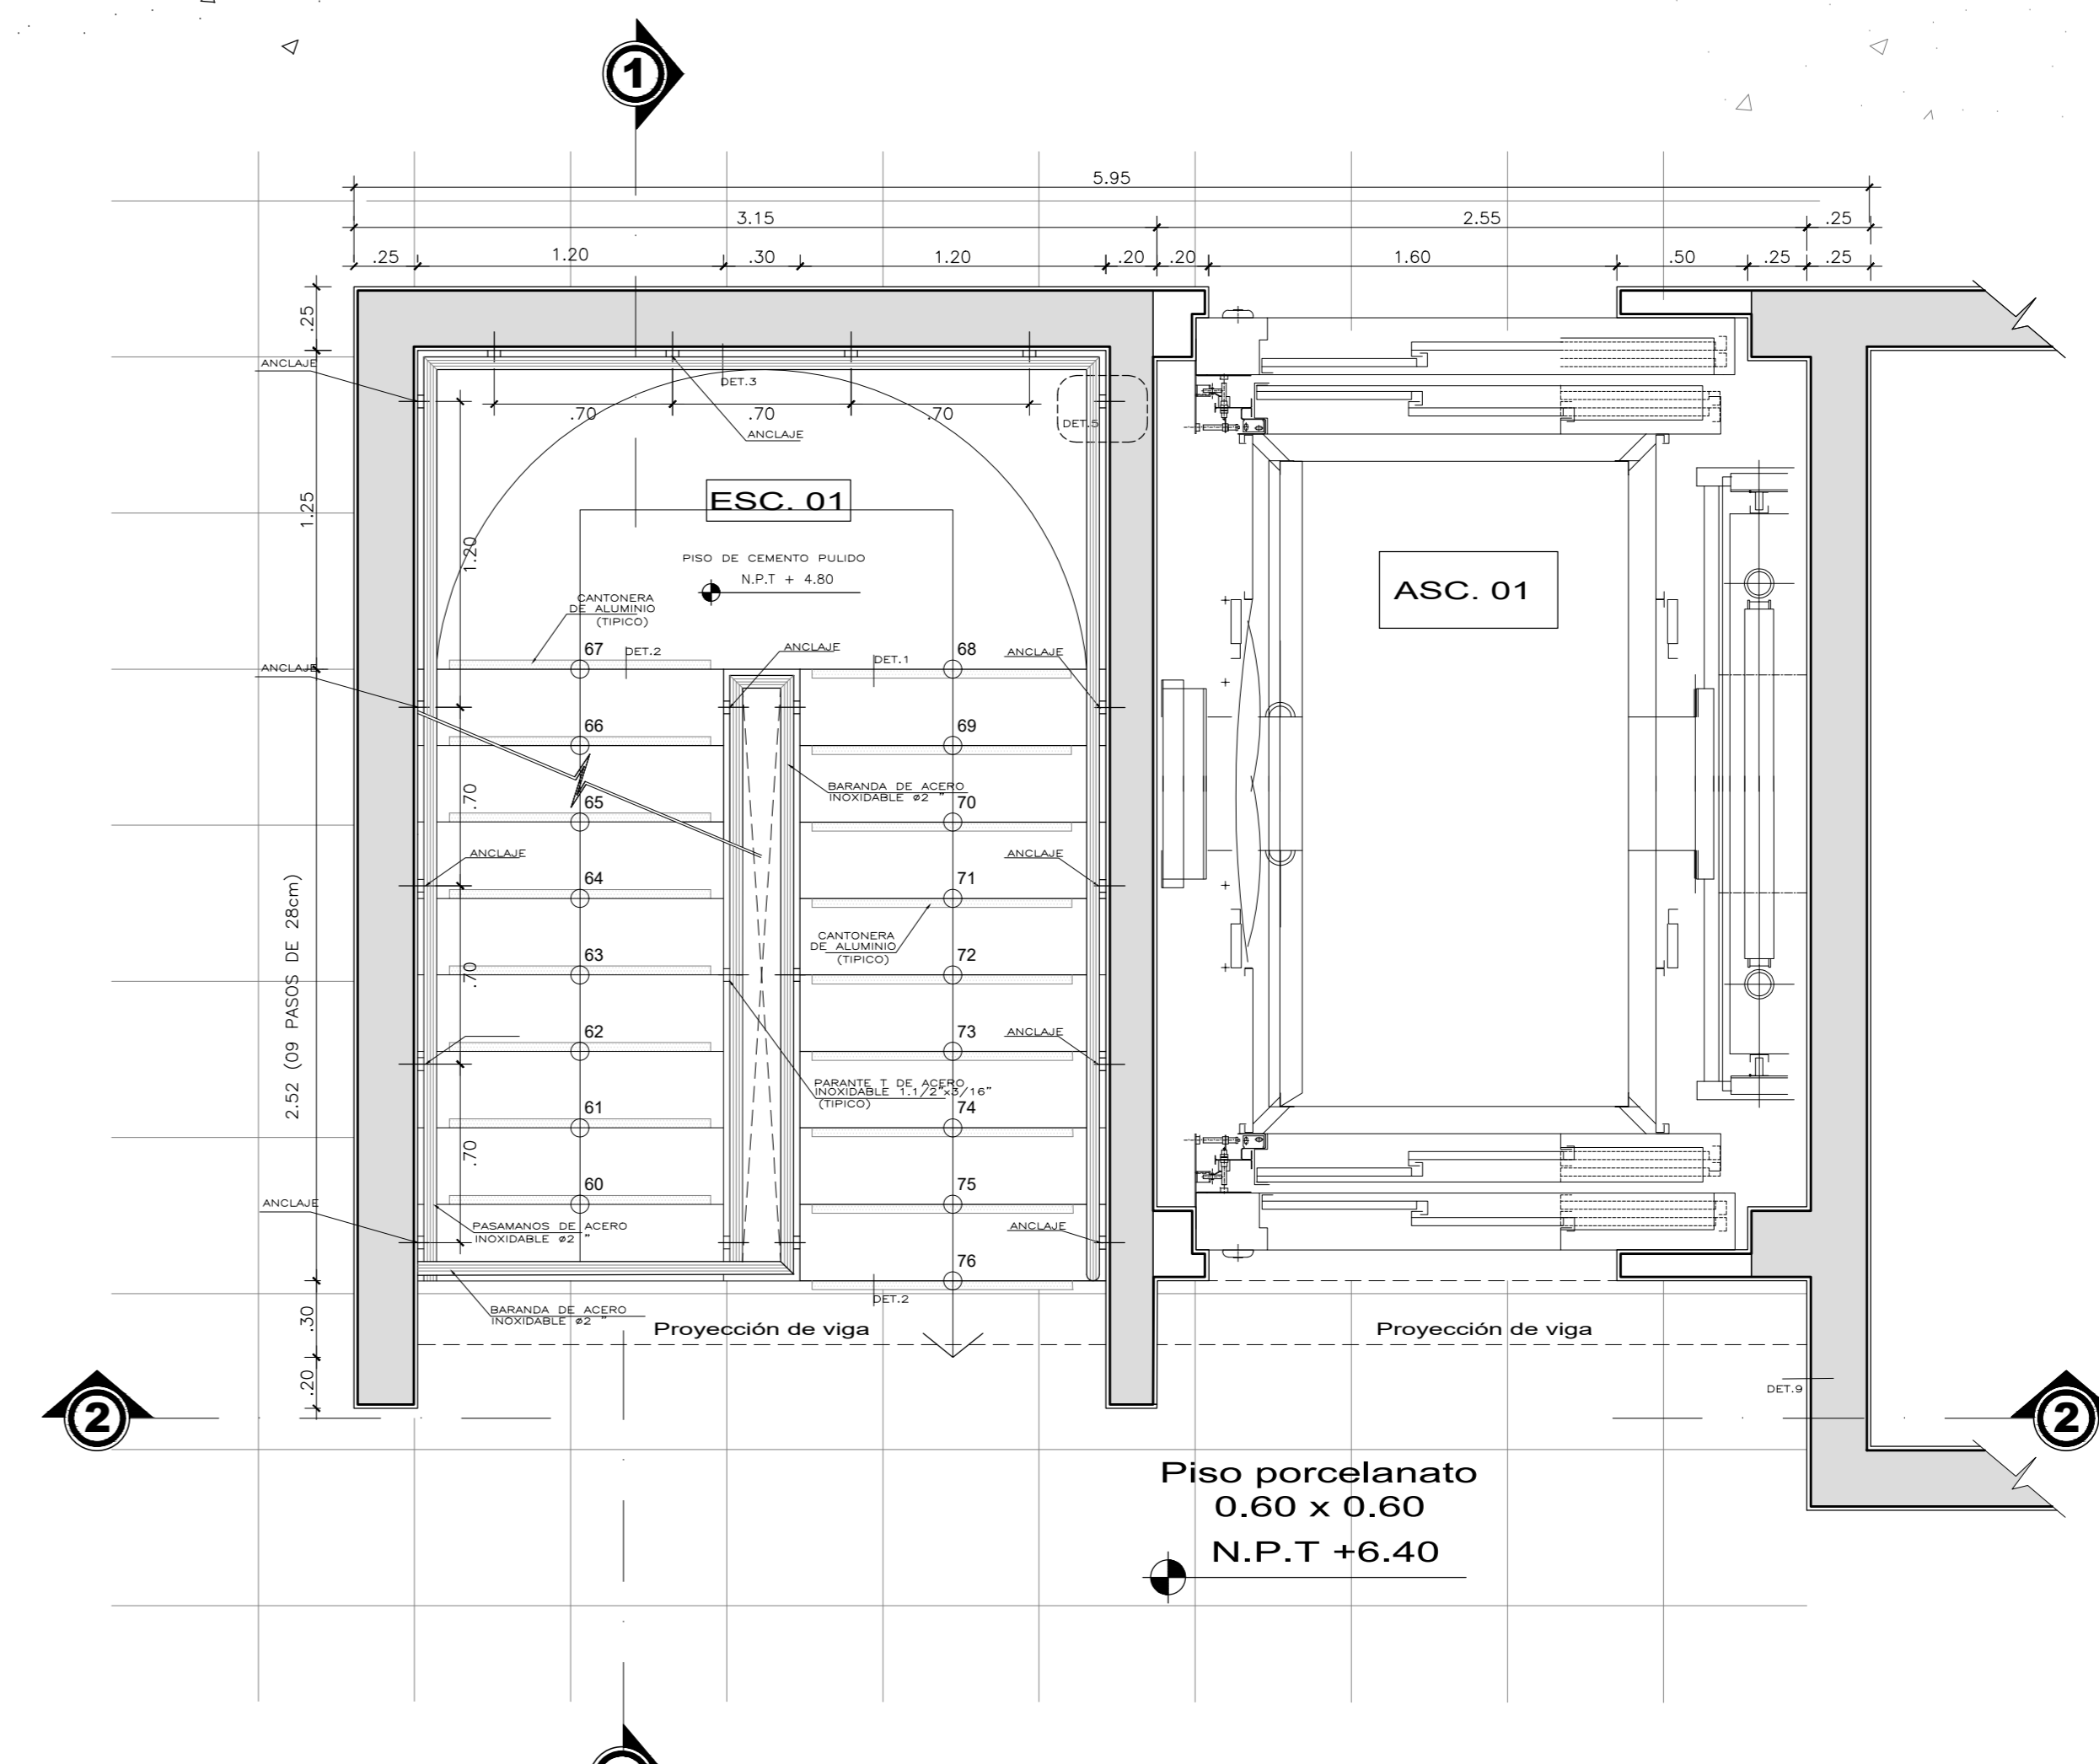 1
5.95
3.15
2.55
.25
.25
1.20
.30
1.20
.20
.20
1.60
.50
.25
.25
.25
ANCLAJE
DET.3
.70
.70
.70
DET.5
ANCLAJE
1.25
ESC. 01
1.20
PISO DE CEMENTO PULIDO
N.P.T + 4.80
ASC. 01
CANTONERA
DE ALUMINIO
(TIPICO)
67
DET.2
ANCLAJE
DET.1
68
ANCLAJE
ANCLAJE
66
69
BARANDA DE ACERO
INOXIDABLE ø2 "
.70
65
70
ANCLAJE
ANCLAJE
64
71
2.52 (09 PASOS DE 28cm)
CANTONERA
DE ALUMINIO
(TIPICO)
63
72
.70
62
73
ANCLAJE
PARANTE T DE ACERO
INOXIDABLE 1.1/2"x3/16"
(TIPICO)
61
74
.70
60
75
ANCLAJE
PASAMANOS DE ACERO
INOXIDABLE ø2 "
ANCLAJE
76
DET.2
BARANDA DE ACERO
INOXIDABLE ø2 "
.30
Proyección de viga
Proyección de viga
.20
DET.9
2
2
Piso porcelanato
0.60 x 0.60
N.P.T +6.40